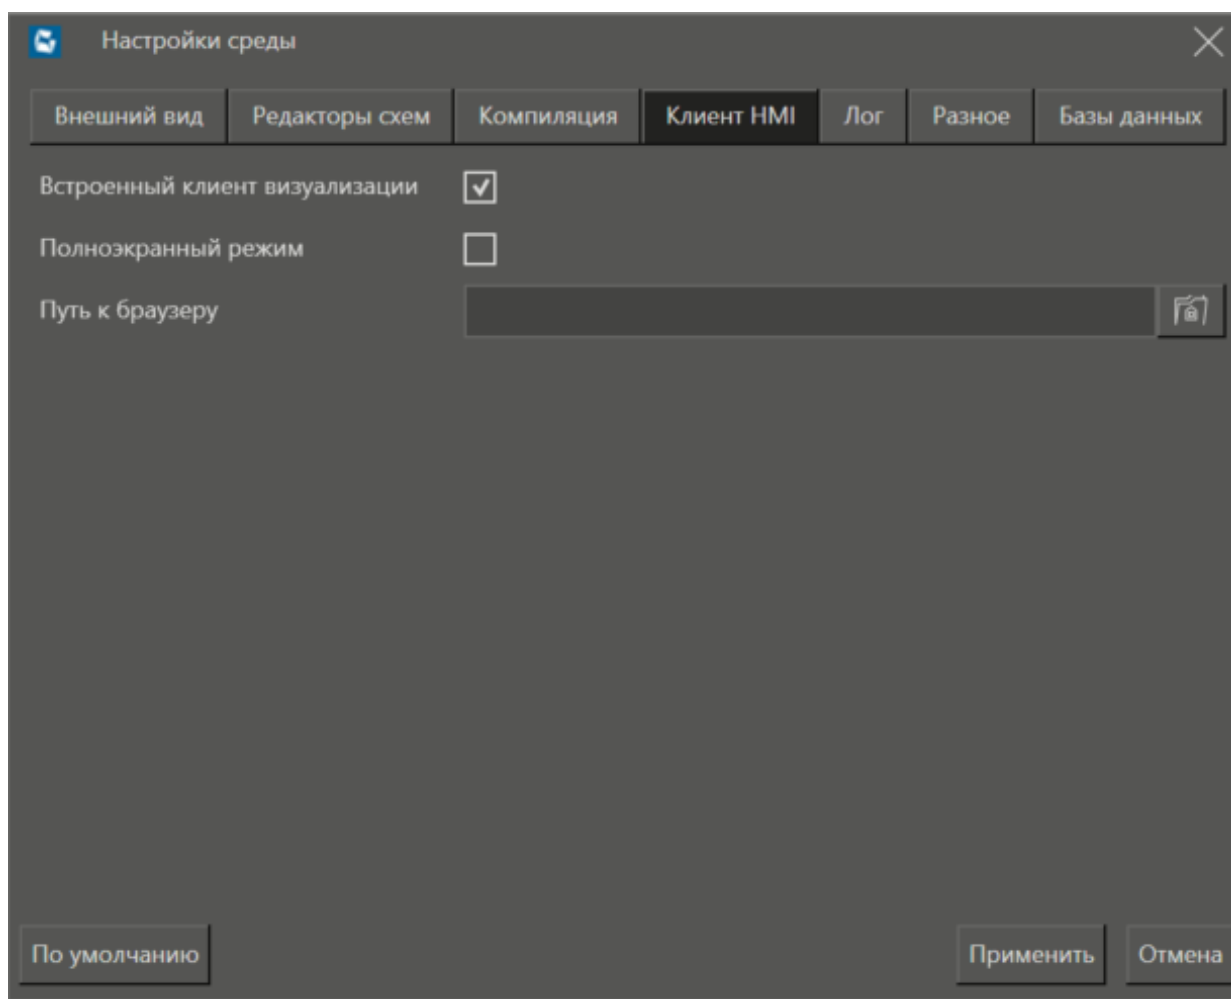 Настройки среды
Внешний вид Редакторы схем Компиляция Клиент HMI Лог Разное Базы данных
Встроенный клиент визуализации
Полноэкранный режим
Путь к браузеру
По умолчанию Применить Отмена